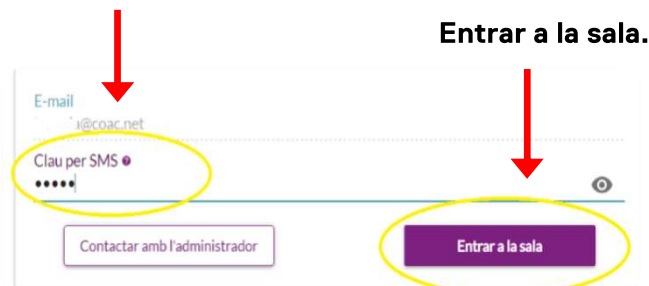 Entrar a la sala.
E-mail
@coac.net
Clau per SMS
•••••
Contactar amb l'administrador
Entrar a la sala